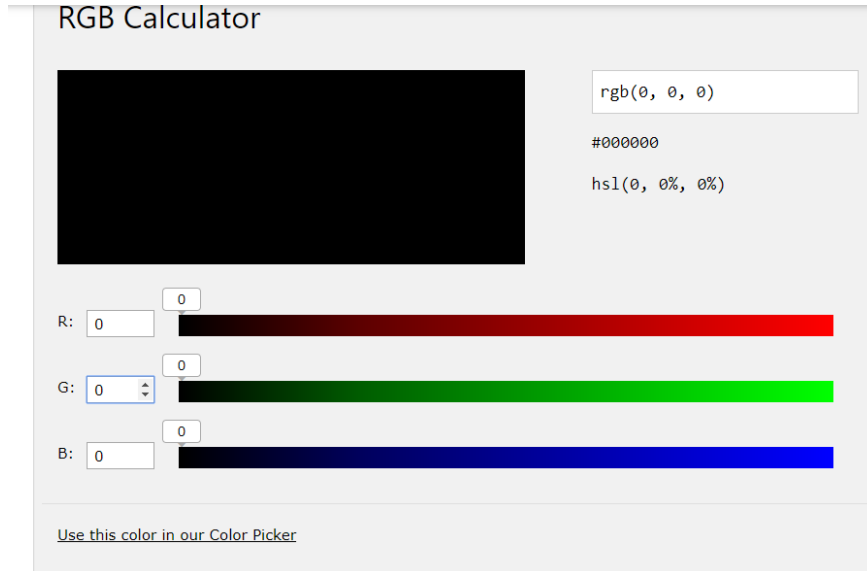 RGB Calculator
rgb(0, 0, 0)
#000000
hsl(0, 0%, 0%)
0
R: 0
0
G: 0
0
B: 0
Use this color in our Color Picker